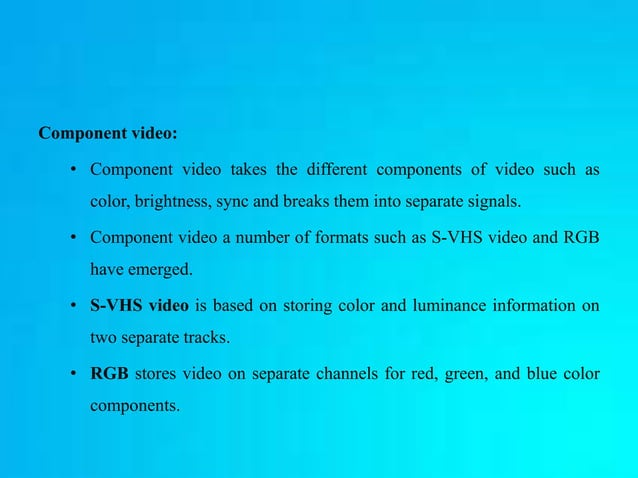 Component video:
• Component video takes the different components of video such as
color, brightness, sync and breaks them into separate signals.
• Component video a number of formats such as S-VHS video and RGB
have emerged.
• S-VHS video is based on storing color and luminance information on
two separate tracks.
• RGB stores video on separate channels for red, green, and blue color
components.